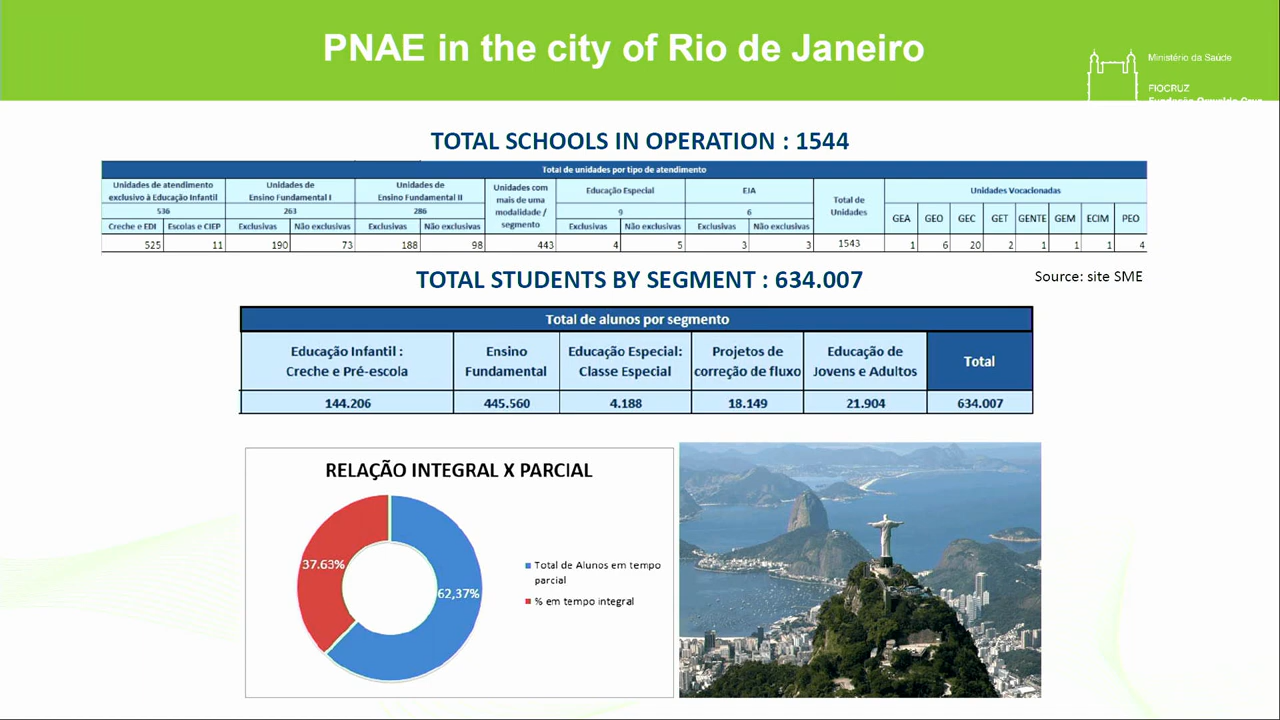 PNAE in the city of Rio de Janeiro
Ministério da Saúde
FIOCRUZ
Fundação Oswaldo Cruz
TOTAL SCHOOLS IN OPERATION : 1544
Total de unidades por tipo de atendimento
Unidades de atendimento exclusivo à Educação Infantil
Unidades de Ensino Fundamental I
Unidades de Ensino Fundamental II
Unidades com mais de uma modalidade / segmento
Educação Especial
EJA
Total de Unidades
Unidades Vocacionadas
536 263 286 9 6
GEA GEO GEC GET GENTE GEM ECIM PEO
Creche e EDI Escolas e CIEP Exclusivas Não exclusivas Exclusivas Não exclusivas Exclusivas Não exclusivas Exclusivas Não exclusivas
525 11 190 73 188 98 443 4 5 3 3 1543 1 6 20 2 1 1 1 4
TOTAL STUDENTS BY SEGMENT : 634.007
Source: site SME
Total de alunos por segmento
Educação Infantil : Creche e Pré-escola
Ensino Fundamental
Educação Especial: Classe Especial
Projetos de correção de fluxo
Educação de Jovens e Adultos
Total
144.206 445.560 4.188 18.149 21.904 634.007
RELAÇÃO INTEGRAL X PARCIAL
37.63%
62,37%
Total de Alunos em tempo
parcial
% em tempo integral